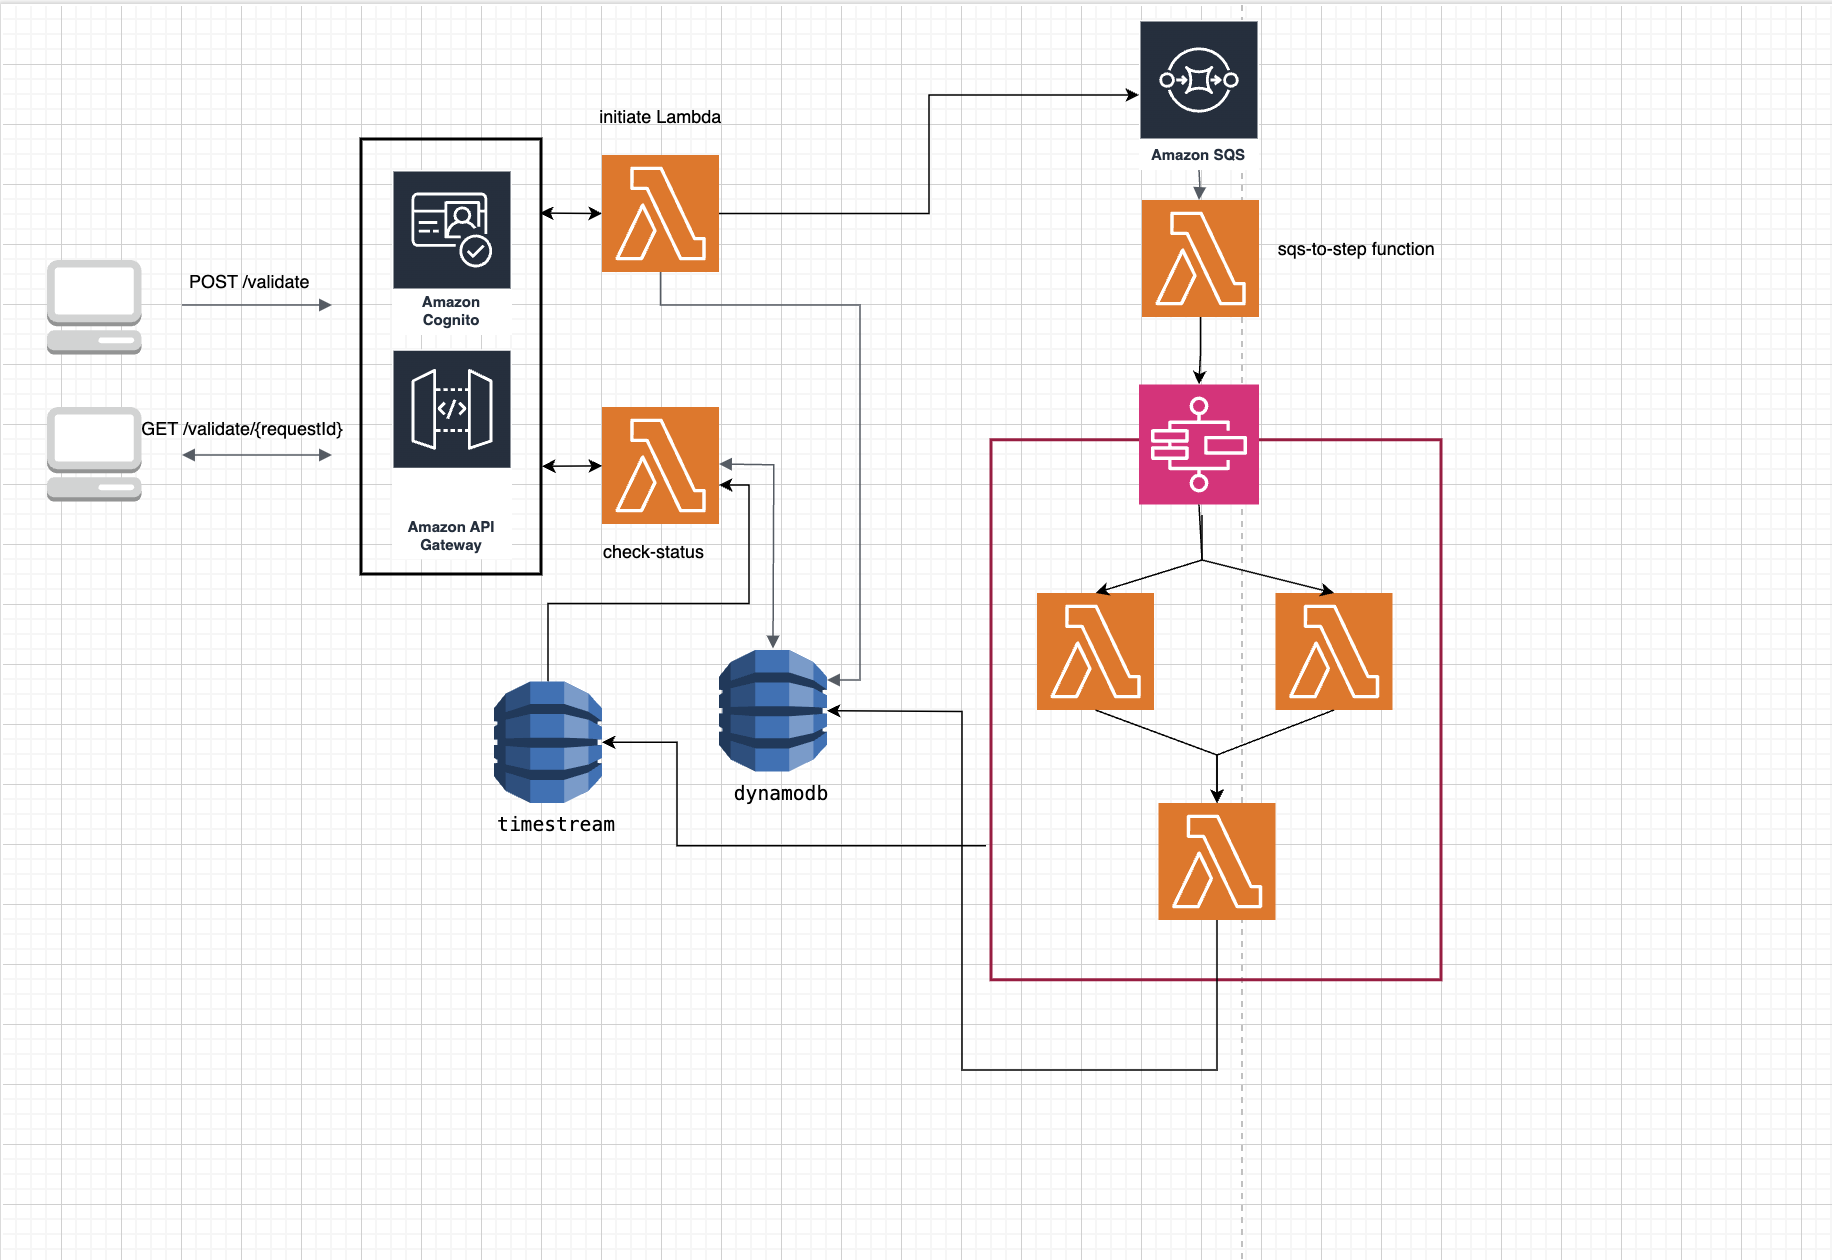 initiate Lambda
Amazon SQS
sqs-to-step function
POST /validate
Amazon
Cognito
GET /validate/{requestId}
</>
Amazon API
Gateway
check-status
dynamodb
timestream